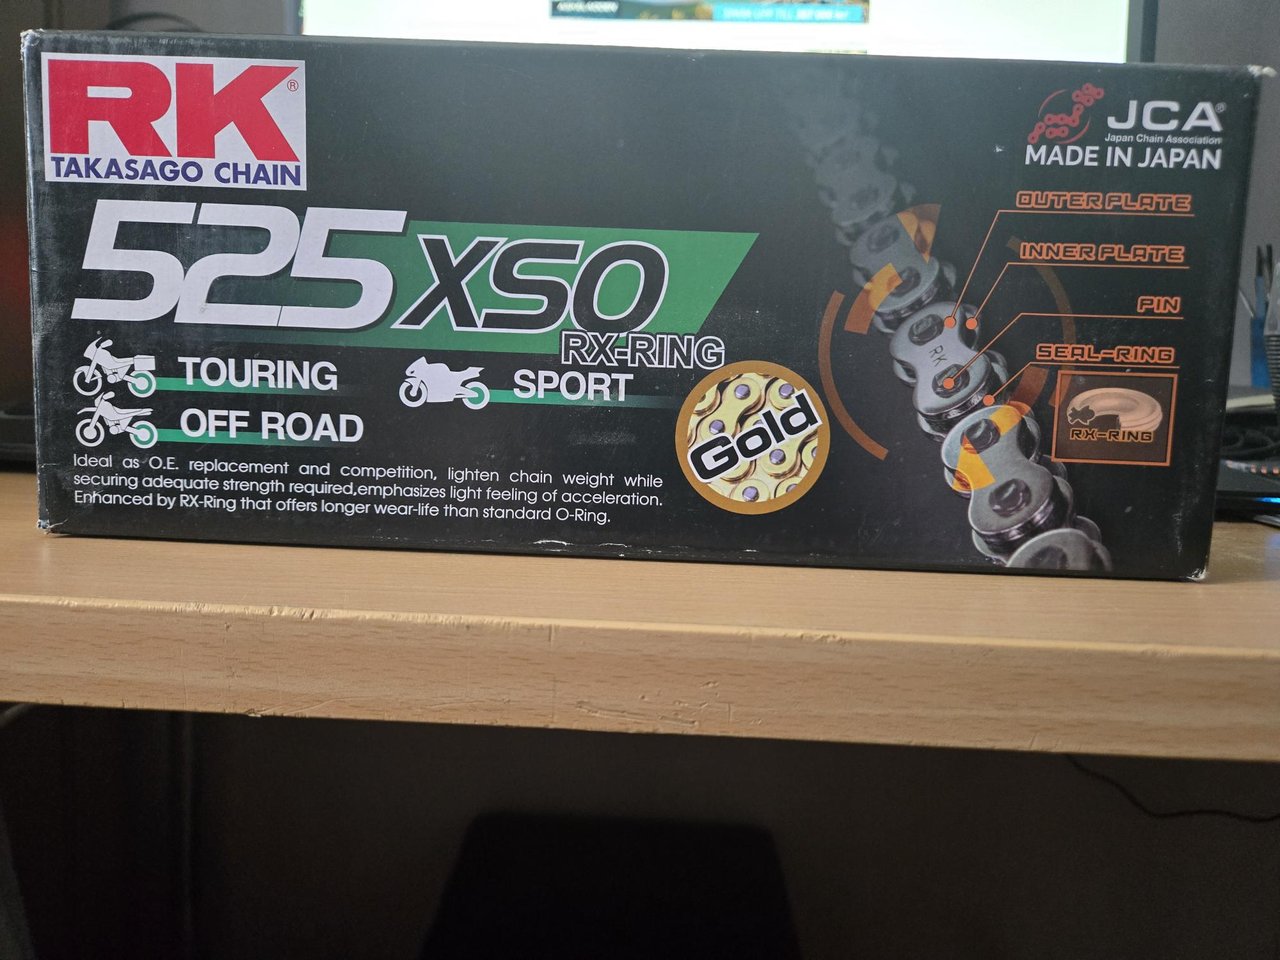 RK®
TAKASAGO CHAIN
JCA®
Japan Chain Association
MADE IN JAPAN
525XSO
RX-RING
TOURING
SPORT
OFF ROAD
Ideal as O.E. replacement and competition, lighten chain weight while
securing adequate strength required,emphasizes light feeling of acceleration.
Enhanced by RX-Ring that offers longer wear-life than standard O-Ring.
Gold
OUTER PLATE
INNER PLATE
PIN
SEAL-RING
RK
RX-RING